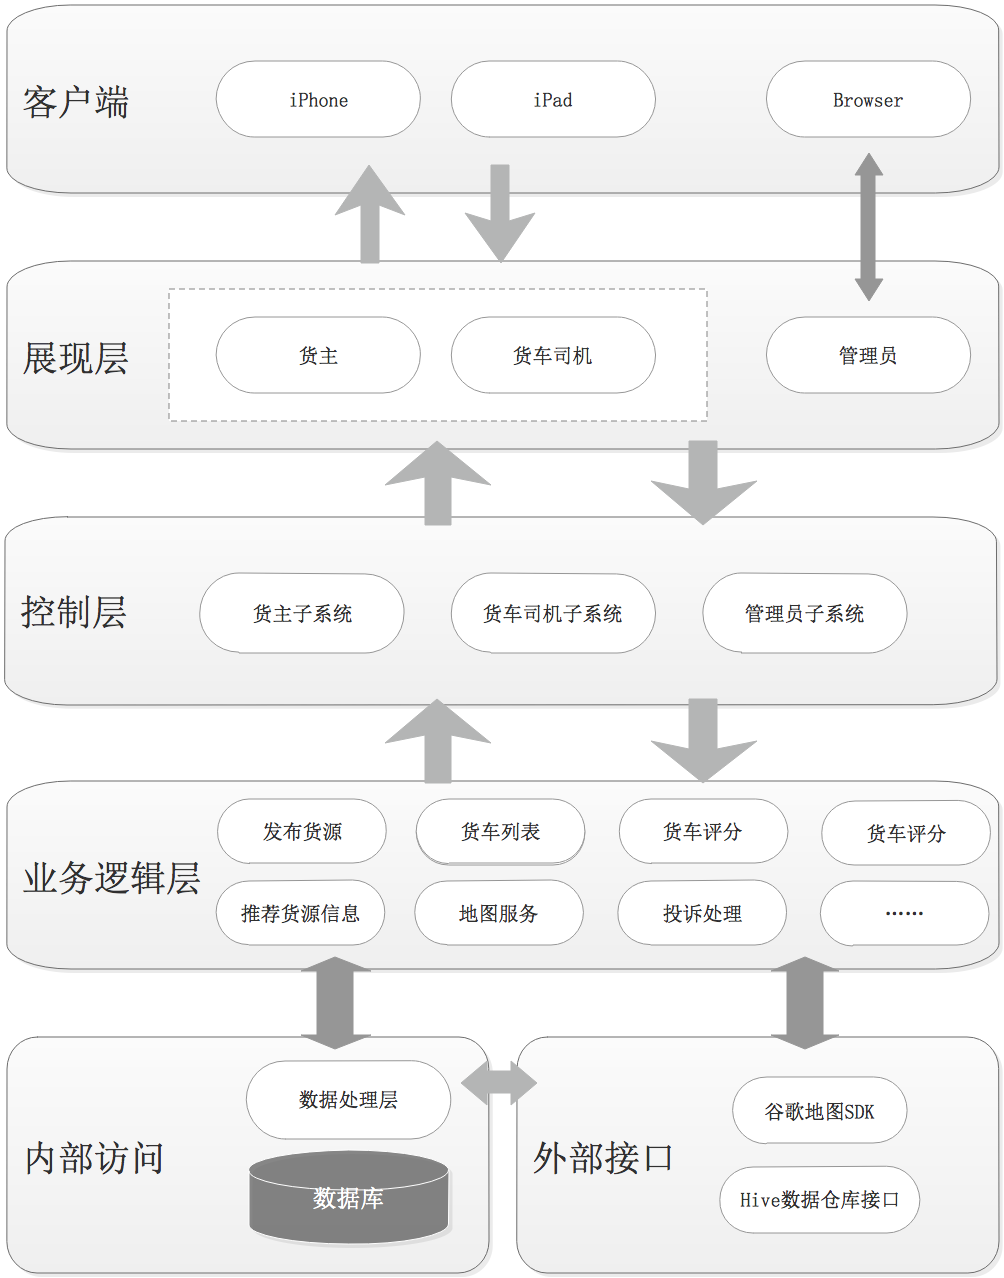 客户端
iPhone
iPad
Browser
展现层
货主
货车司机
管理员
控制层
货主子系统
货车司机子系统
管理员子系统
业务逻辑层
发布货源
货车列表
货车评分
货车评分
推荐货源信息
地图服务
投诉处理
……
内部访问
数据处理层
数据库
外部接口
谷歌地图SDK
Hive数据仓库接口